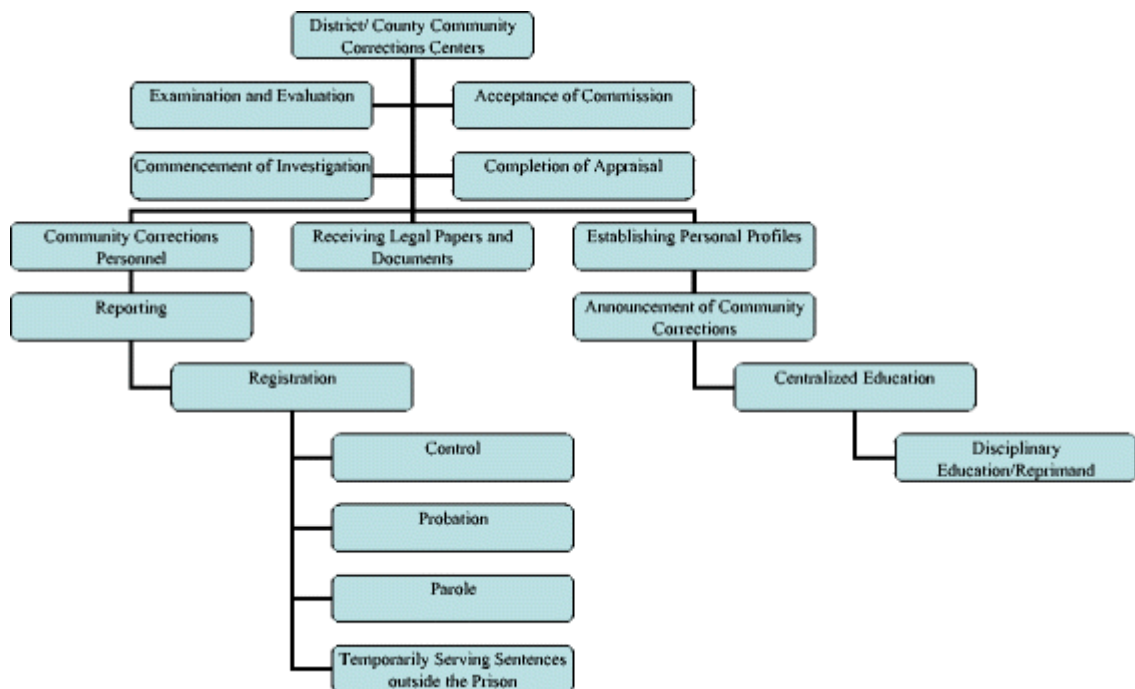 District/ County Community
Corrections Centers
Examination and Evaluation
Acceptance of Commission
Commencement of Investigation
Completion of Appraisal
Community Corrections
Personnel
Receiving Legal Papers and
Documents
Establishing Personal Profiles
Reporting
Announcement of Community
Corrections
Registration
Centralized Education
Control
Disciplinary
Education/Reprimand
Probation
Parole
Temporarily Serving Sentences
outside the Prison